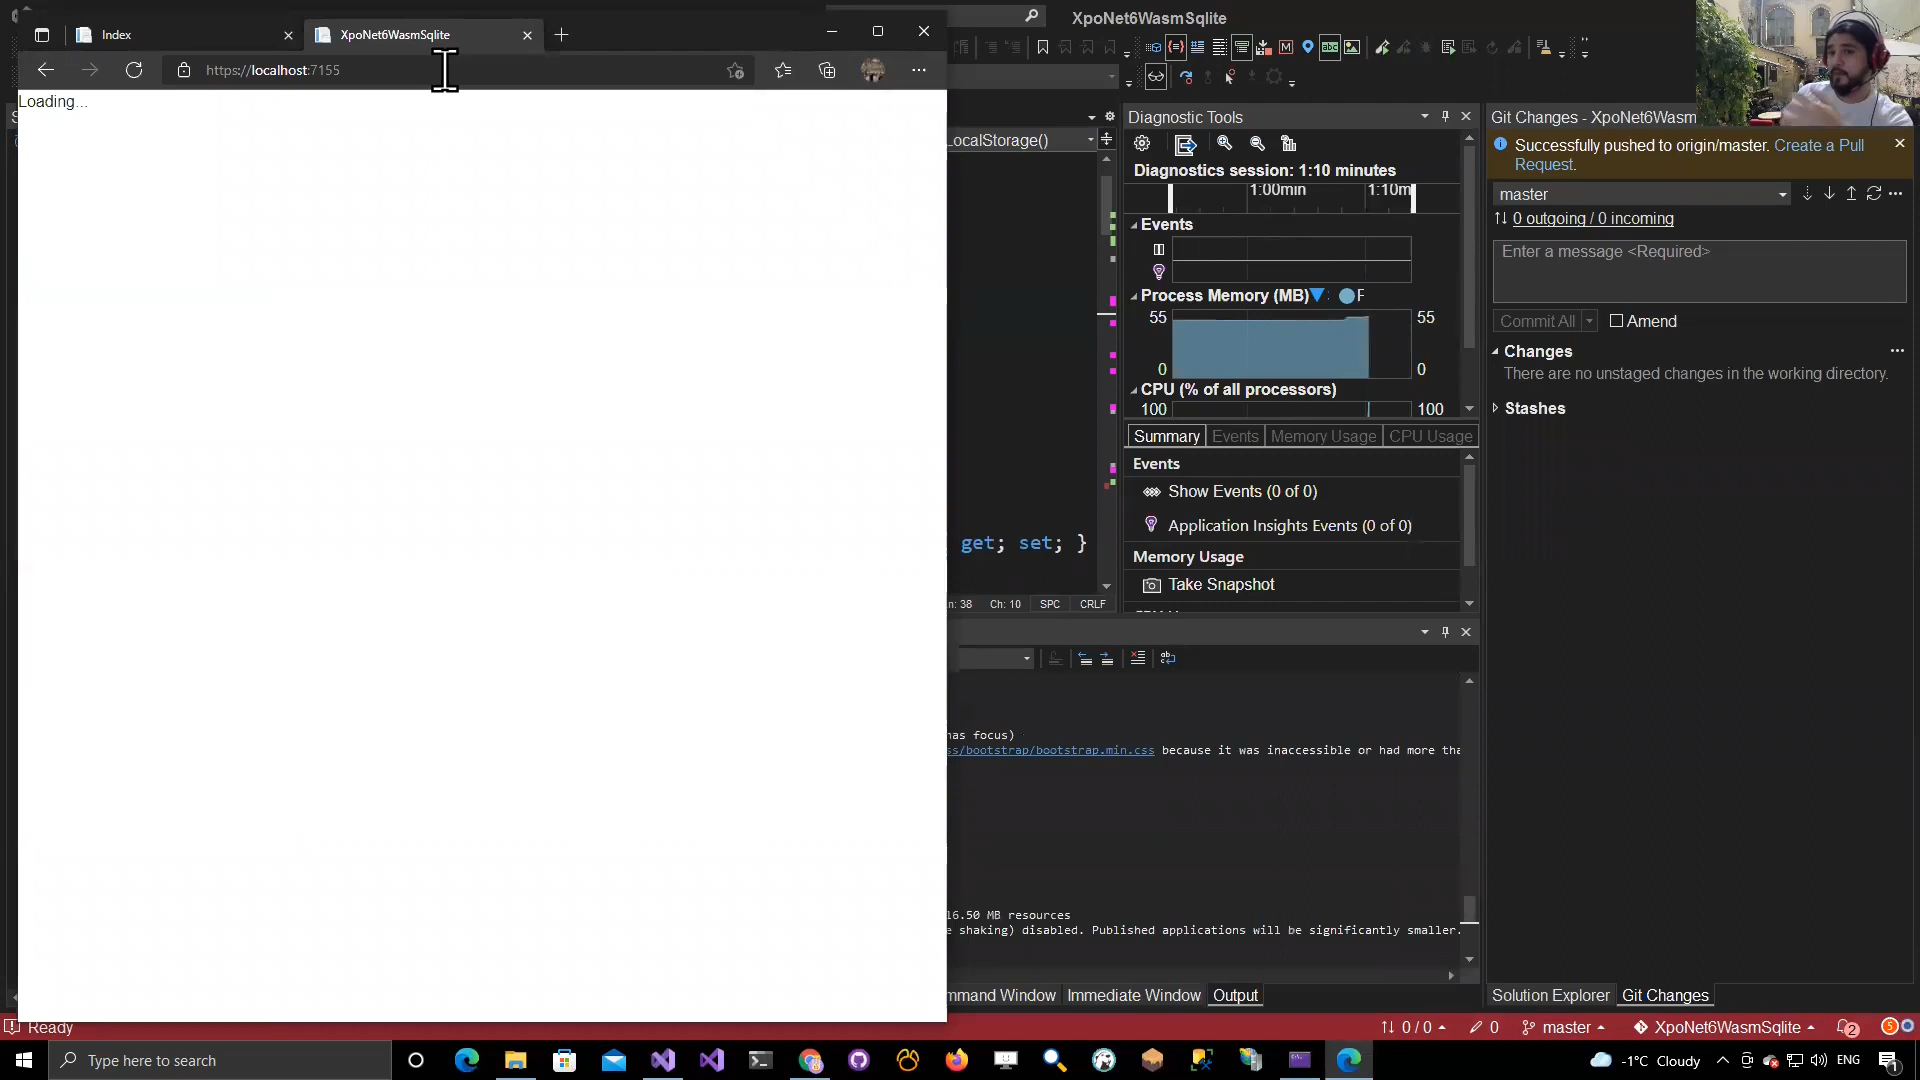 Index
XpoNet6WasmSqlite
https://localhost:7155
Loading...
XpoNet6WasmSqlite
LocalStorage()
get; set; }
n: 38 Ch: 10 SPC CRLF
Diagnostic Tools
Diagnostics session: 1:10 minutes
1:00min 1:10m
Events
Process Memory (MB) F
55 55
0 0
CPU (% of all processors)
100 100
Summary Events Memory Usage CPU Usage
Events
Show Events (0 of 0)
Application Insights Events (0 of 0)
Memory Usage
Take Snapshot
Git Changes - XpoNet6Wasm
Successfully pushed to origin/master. Create a Pull
Request.
master
0 outgoing / 0 incoming
Enter a message <Required>
Commit All Amend
Changes
There are no unstaged changes in the working directory.
Stashes
has focus)
ss/bootstrap/bootstrap.min.css because it was inaccessible or had more tha
16.50 MB resources
e shaking) disabled. Published applications will be significantly smaller.
mmand Window Immediate Window Output
Solution Explorer Git Changes
Ready
0 / 0 0 master XpoNet6WasmSqlite 2 5
Type here to search
-1°C Cloudy ENG 1